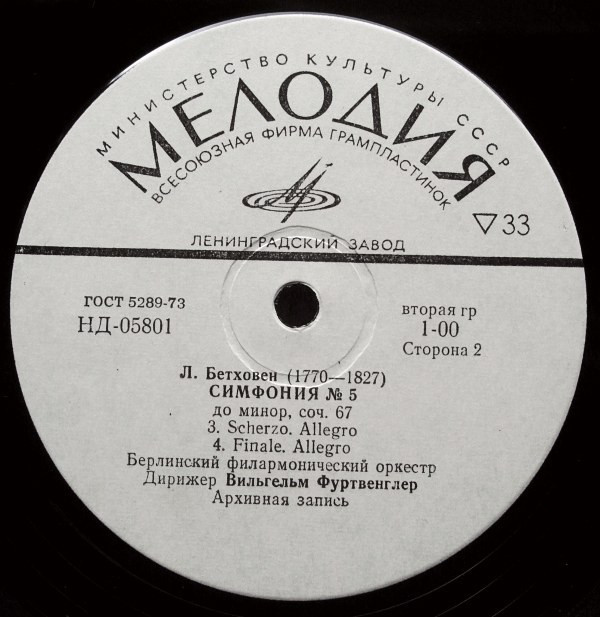 МИНИСТЕРСТВО КУЛЬТУРЫ СССР
МЕЛОДИЯ
ВСЕСОЮЗНАЯ ФИРМА ГРАМПЛАСТИНОК
ЛЕНИНГРАДСКИЙ ЗАВОД
▽33
ГОСТ 5289-73
НД-05801
вторая гр
1-00
Сторона 2
Л. Бетховен (1770—1827)
СИМФОНИЯ № 5
до минор, соч. 67
3. Scherzo. Allegro
4. Finale. Allegro
Берлинский филармонический оркестр
Дирижер Вильгельм Фуртвенглер
Архивная запись